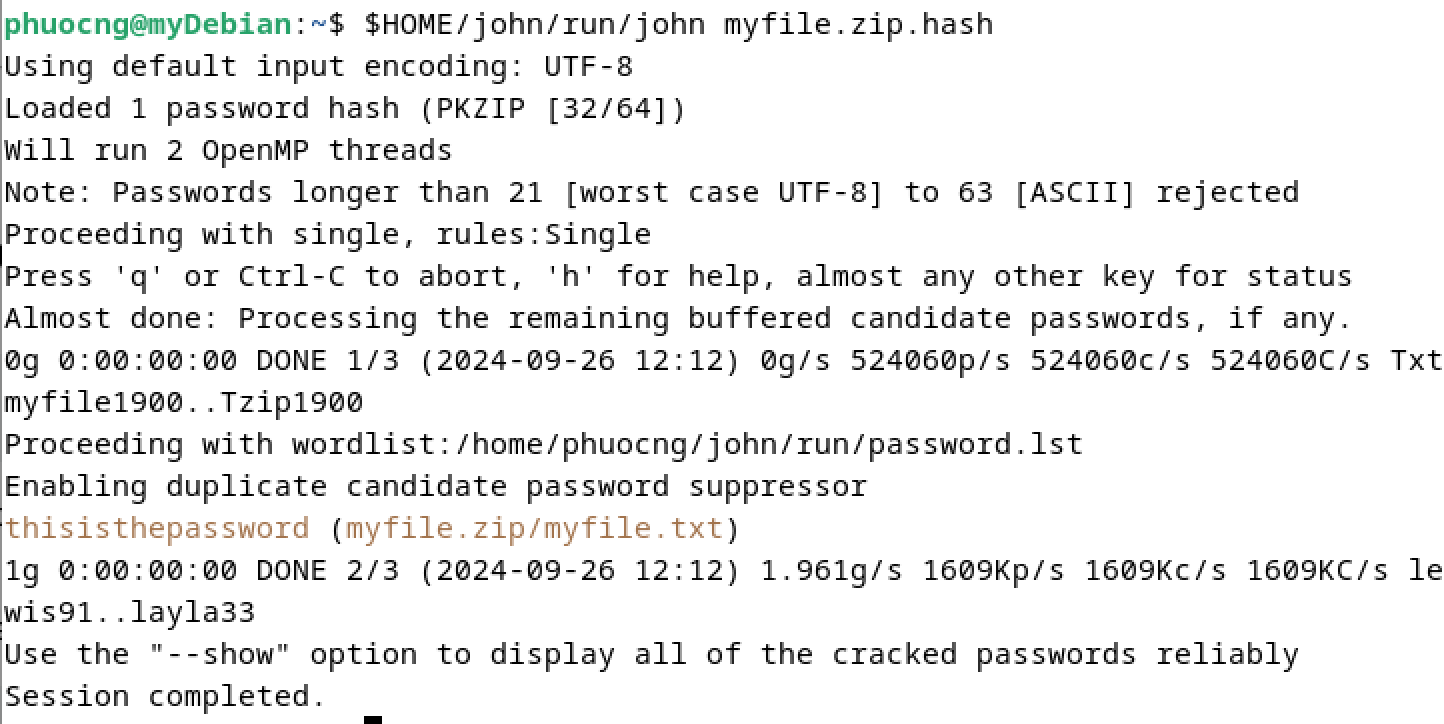 phuocng@myDebian:~$ $HOME/john/run/john myfile.zip.hash
Using default input encoding: UTF-8
Loaded 1 password hash (PKZIP [32/64])
Will run 2 OpenMP threads
Note: Passwords longer than 21 [worst case UTF-8] to 63 [ASCII] rejected
Proceeding with single, rules:Single
Press 'q' or Ctrl-C to abort, 'h' for help, almost any other key for status
Almost done: Processing the remaining buffered candidate passwords, if any.
0g 0:00:00:00 DONE 1/3 (2024-09-26 12:12) 0g/s 524060p/s 524060c/s 524060C/s Txt
myfile1900..Tzip1900
Proceeding with wordlist:/home/phuocng/john/run/password.lst
Enabling duplicate candidate password suppressor
thisisthepassword (myfile.zip/myfile.txt)
1g 0:00:00:00 DONE 2/3 (2024-09-26 12:12) 1.961g/s 1609Kp/s 1609Kc/s 1609KC/s le
wis91..layla33
Use the "--show" option to display all of the cracked passwords reliably
Session completed.